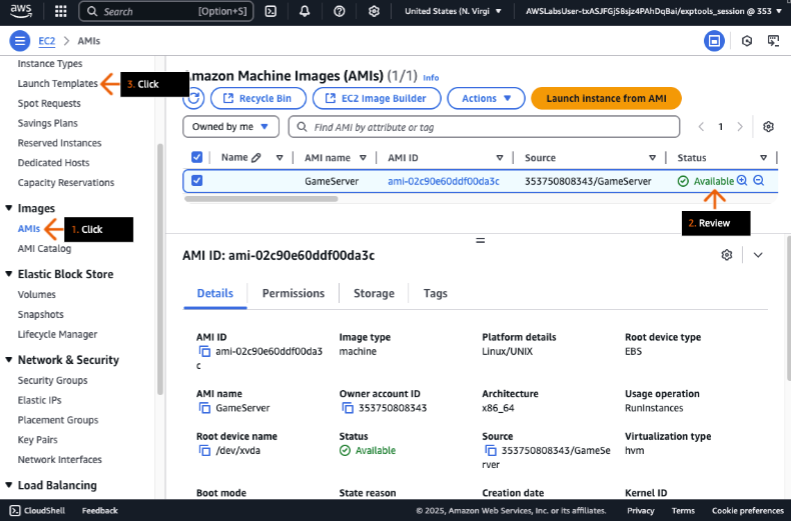 aws
Search [Option+S]
United States (N. Virgi
AWSLabsUser-txASJFGjS8sjz4PAhDqBai/exptools_session @ 353
EC2 > AMIs
Instance Types
Launch Templates
3. Click
Spot Requests
Savings Plans
Reserved Instances
Dedicated Hosts
Capacity Reservations
Images
AMIs
1. Click
AMI Catalog
Elastic Block Store
Volumes
Snapshots
Lifecycle Manager
Network & Security
Security Groups
Elastic IPs
Placement Groups
Key Pairs
Network Interfaces
Load Balancing
Amazon Machine Images (AMIs) (1/1) Info
Recycle Bin
EC2 Image Builder
Actions
Launch instance from AMI
Owned by me
Find AMI by attribute or tag
1
Name AMI name AMI ID Source Status
GameServer ami-02c90e60ddf00da3c 353750808343/GameServer Available
2. Review
AMI ID: ami-02c90e60ddf00da3c
Details Permissions Storage Tags
AMI ID
ami-02c90e60ddf00da3
c
Image type
machine
Platform details
Linux/UNIX
Root device type
EBS
AMI name
GameServer
Owner account ID
353750808343
Architecture
x86_64
Usage operation
RunInstances
Root device name
/dev/xvda
Status
Available
Source
353750808343/GameSe
rver
Virtualization type
hvm
Boot mode
State reason
Creation date
Kernel ID
CloudShell Feedback
© 2025, Amazon Web Services, Inc. or its affiliates. Privacy Terms Cookie preferences